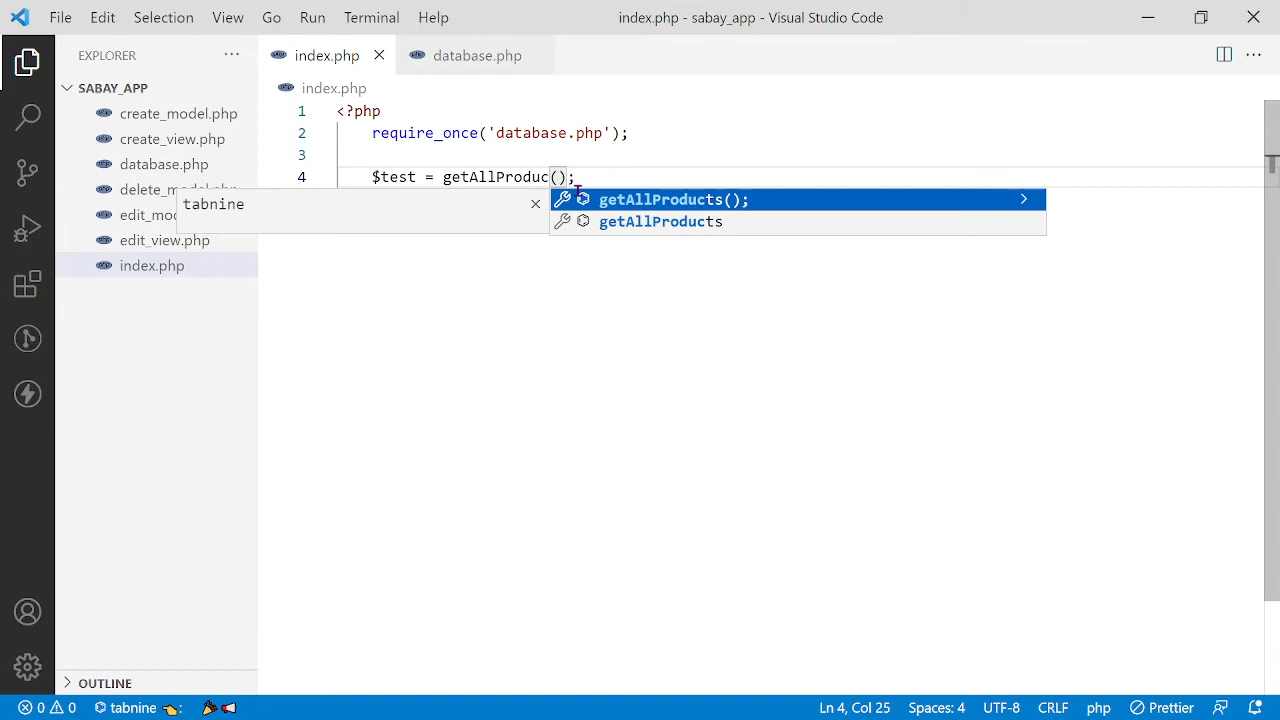 File Edit Selection View Go Run Terminal Help index.php - sabay_app - Visual Studio Code
EXPLORER
index.php
database.php
SABAY_APP
create_model.php
create_view.php
database.php
delete_model.php
edit_mo
edit_view.php
index.php
index.php
1 <?php
2 require_once('database.php');
3
4 $test = getAllProduc();
tabnine
getAllProducts();
getAllProducts
OUTLINE
0 0 tabnine Ln 4, Col 25 Spaces: 4 UTF-8 CRLF php Prettier